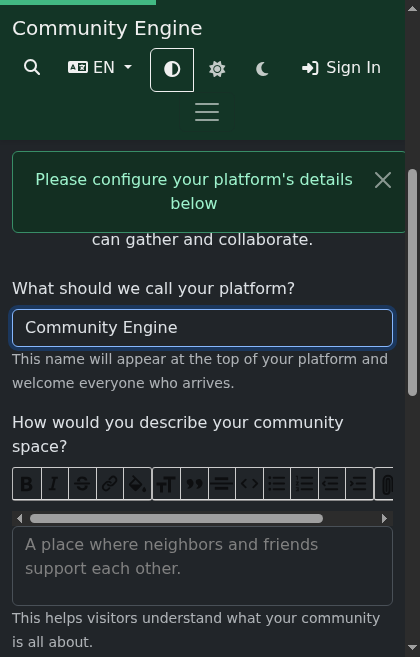 Community Engine
EN
Sign In
Please configure your platform's details
below
can gather and collaborate.
What should we call your platform?
Community Engine
This name will appear at the top of your platform and
welcome everyone who arrives.
How would you describe your community
space?
A place where neighbors and friends
support each other.
This helps visitors understand what your community
is all about.